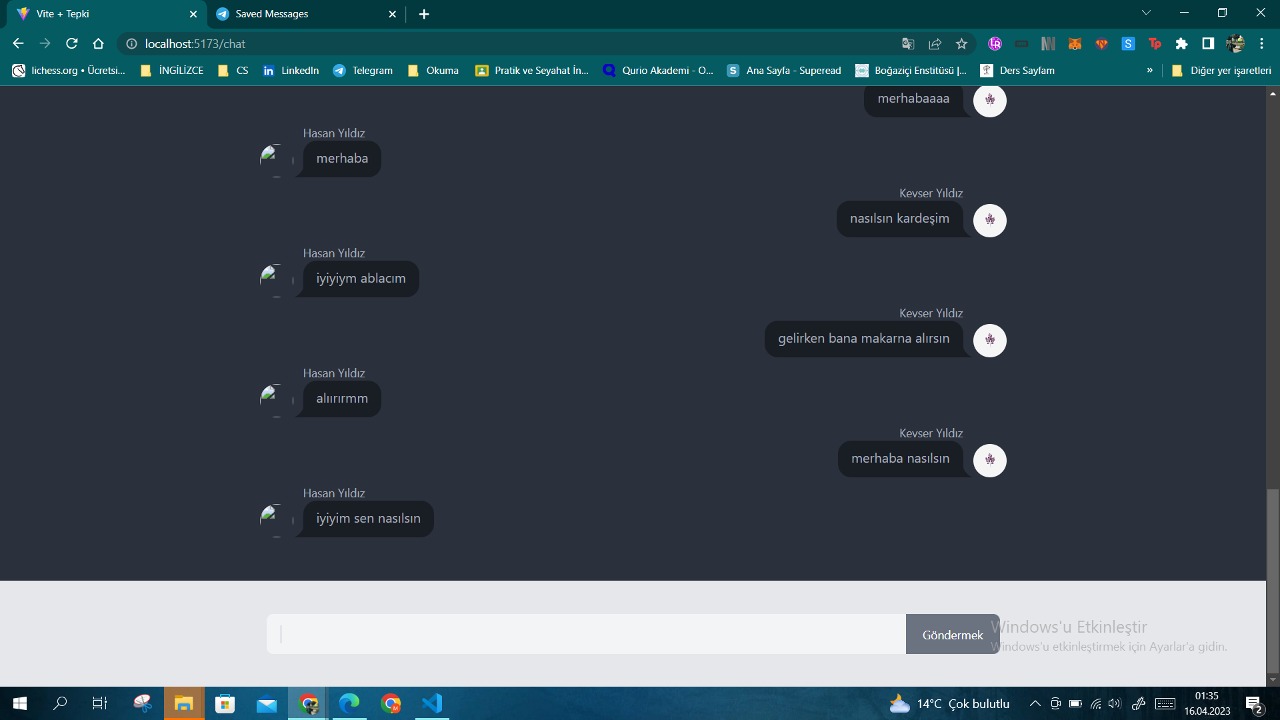 Vite + Tepki
Saved Messages
localhost:5173/chat
lichess.org • Ücretsi...
İNGİLİZCE
CS
LinkedIn
Telegram
Okuma
Pratik ve Seyahat İn...
Qurio Akademi - O...
Ana Sayfa - Superead
Boğaziçi Enstitüsü |...
Ders Sayfam
»
Diğer yer işaretleri
merhabaaaa
Hasan Yıldız
merhaba
Kevser Yıldız
nasılsın kardeşim
Hasan Yıldız
iyiyiym ablacım
Kevser Yıldız
gelirken bana makarna alırsın
Hasan Yıldız
alıırırmm
Kevser Yıldız
merhaba nasılsın
Hasan Yıldız
iyiyim sen nasılsın
Göndermek
Windows'u Etkinleştir
Windows'u etkinleştirmek için Ayarlar'a gidin.
14°C Çok bulutlu
01:35
16.04.2023
2